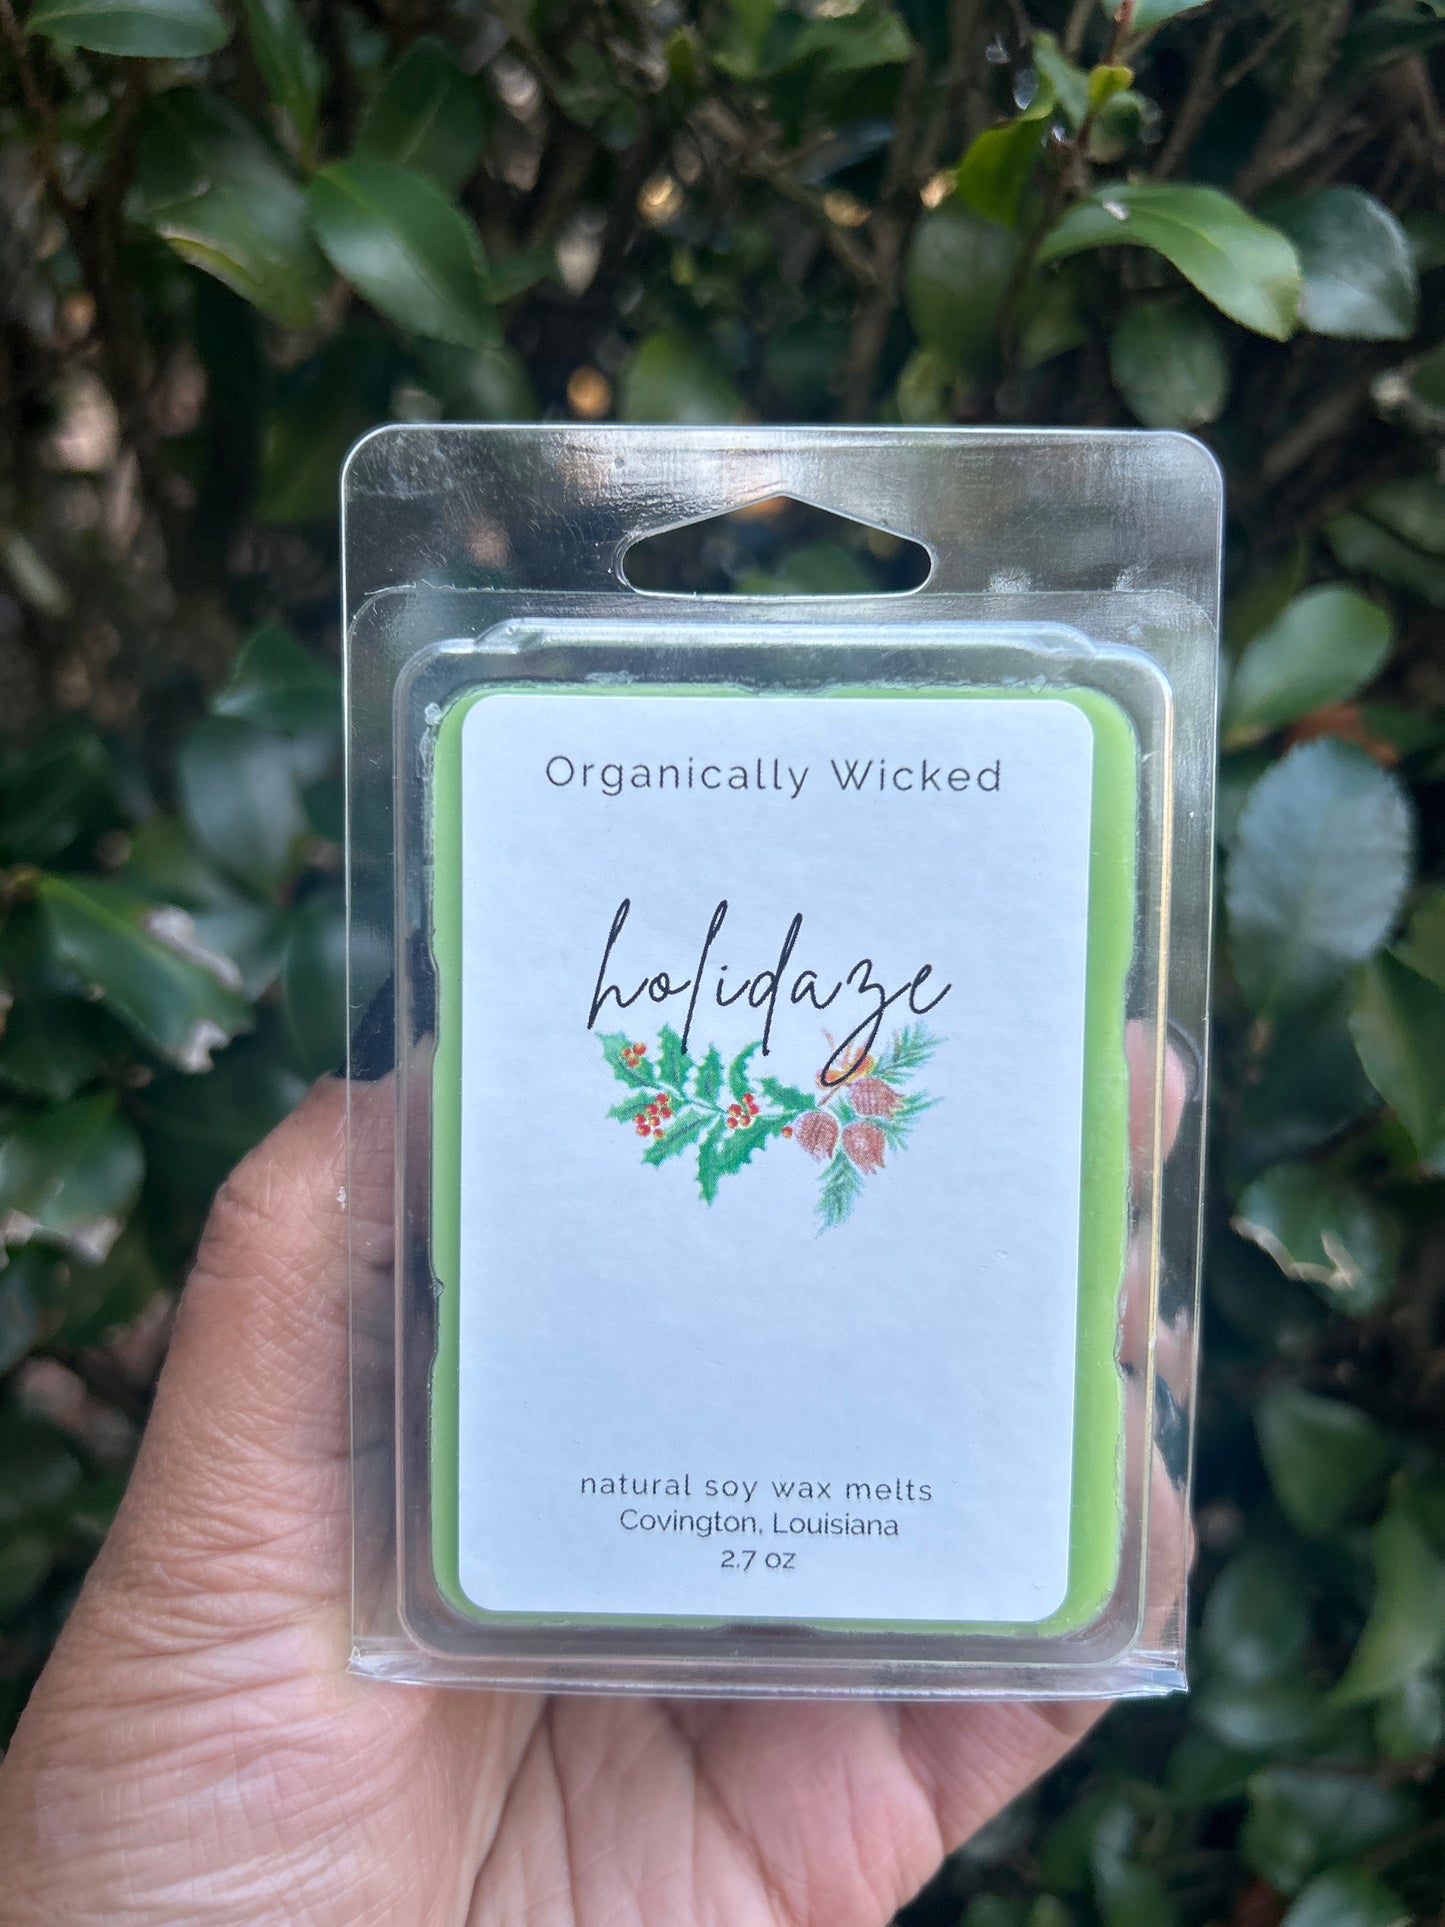 Organically Wicked
holidaze
natural soy wax melts
Covington, Louisiana
2.7 oz